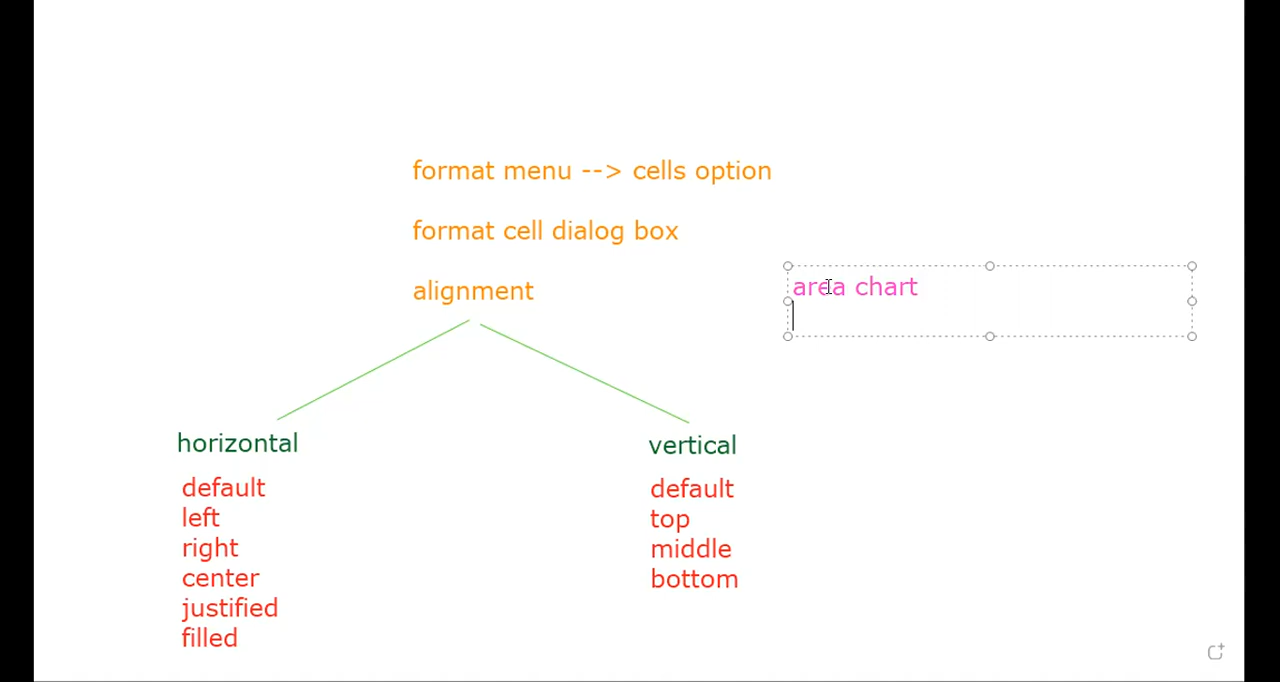 format menu --> cells option
format cell dialog box
alignment
area chart
horizontal
default
left
right
center
justified
filled
vertical
default
top
middle
bottom